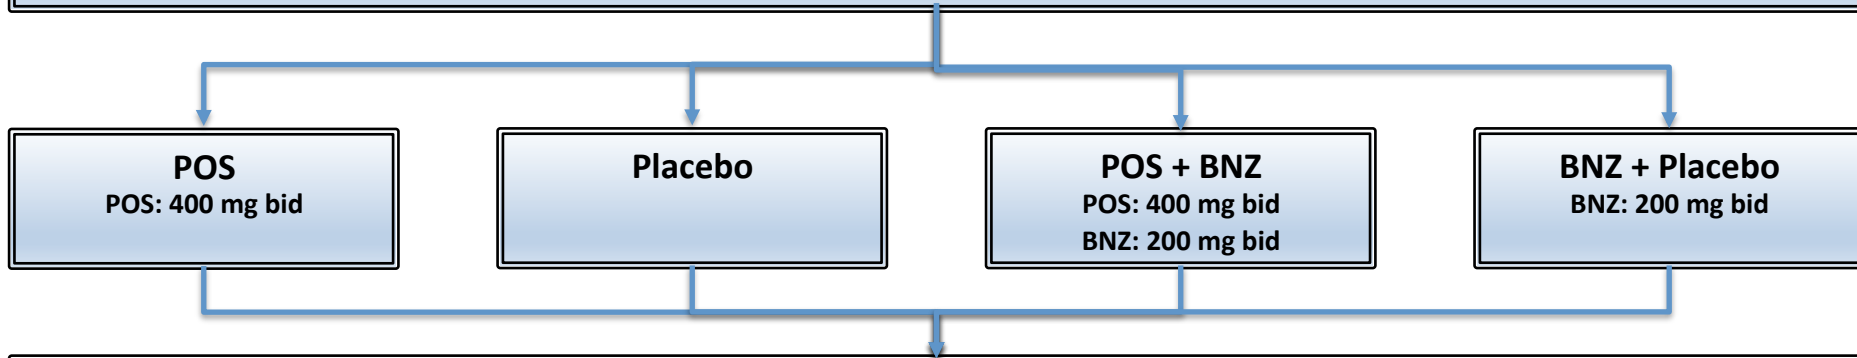 POS
POS: 400 mg bid
Placebo
POS + BNZ
POS: 400 mg bid
BNZ: 200 mg bid
BNZ + Placebo
BNZ: 200 mg bid